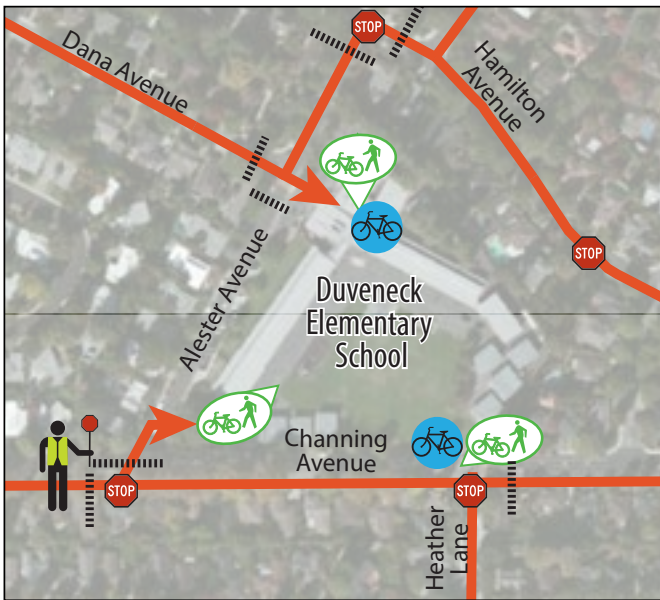 STOP
Dana Avenue
Hamilton
Avenue
STOP
Alester Avenue
Duveneck
Elementary
School
Channing
Avenue
STOP
STOP
Heather
Lane